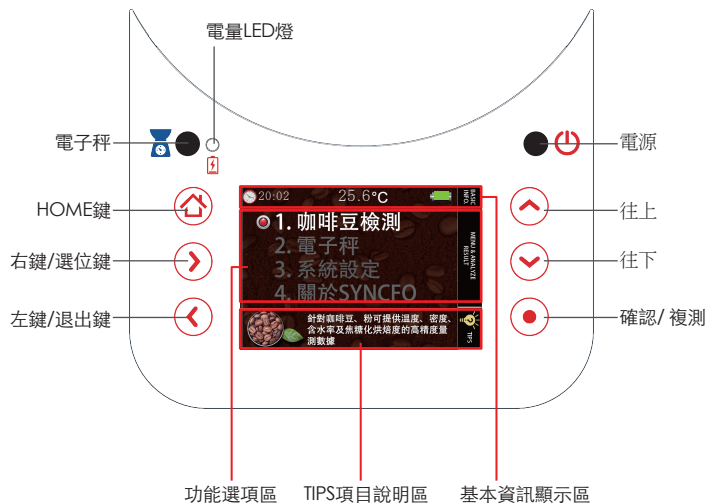 電量LED燈
電子秤
電源
HOME鍵
往上
右鍵/選位鍵
往下
左鍵/退出鍵
確認/ 複測
20:02 25.6°C
BASIC INFO.
1. 咖啡豆檢測
2. 電子秤
3. 系統設定
4. 關於SYNCFO
MENU & ANALYZE RESULT
針對咖啡豆、粉可提供溫度、密度、
含水率及焦糖化烘焙度的高精度量
測數據
TIPS
功能選項區
TIPS項目說明區
基本資訊顯示區